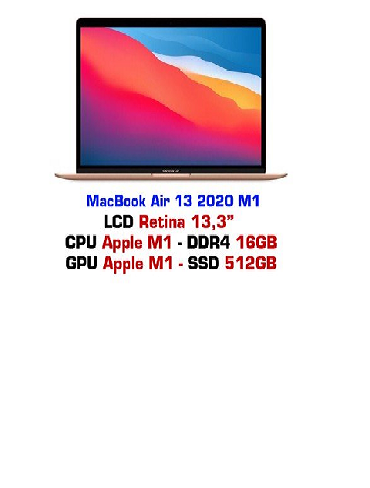 MacBook Air 13 2020 M1
LCD Retina 13,3”
CPU Apple M1 - DDR4 16GB
GPU Apple M1 - SSD 512GB